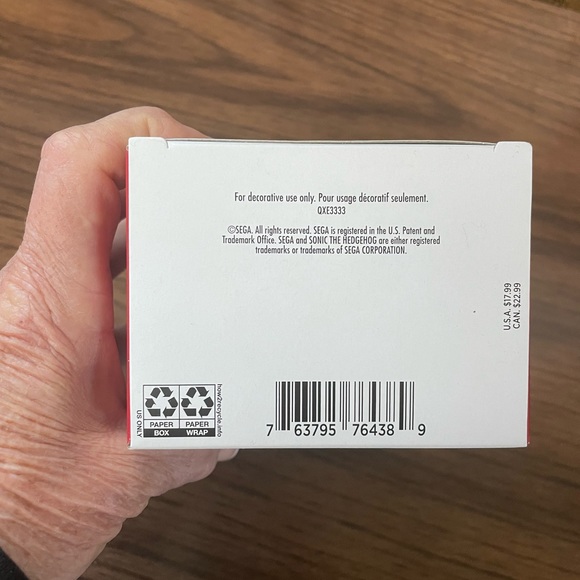 For decorative use only. Pour usage décoratif seulement.
QXE3333
©SEGA. All rights reserved. SEGA is registered in the U.S. Patent and
Trademark Office. SEGA and SONIC THE HEDGEHOG are either registered
trademarks or trademarks of SEGA CORPORATION.
U.S.A. $17.99
CAN. $22.99
US ONLY
PAPER
BOX
PAPER
WRAP
how2recycle.info
7 63795 76438 9